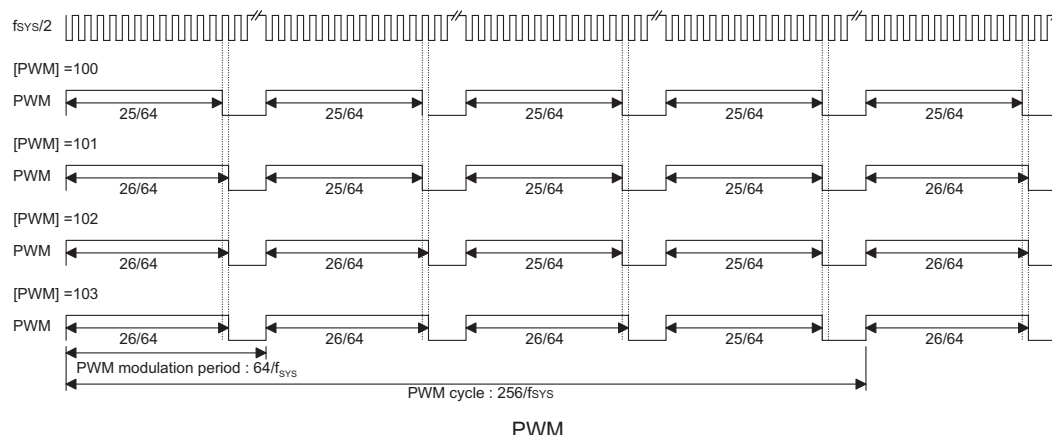 fSYS/2
[PWM] =100
PWM
25/64 25/64 25/64 25/64 25/64
[PWM] =101
PWM
26/64 25/64 25/64 25/64 26/64
[PWM] =102
PWM
26/64 26/64 25/64 25/64 26/64
[PWM] =103
PWM
26/64 26/64 26/64 25/64 26/64
PWM modulation period : 64/fSYS
PWM cycle : 256/fSYS
PWM